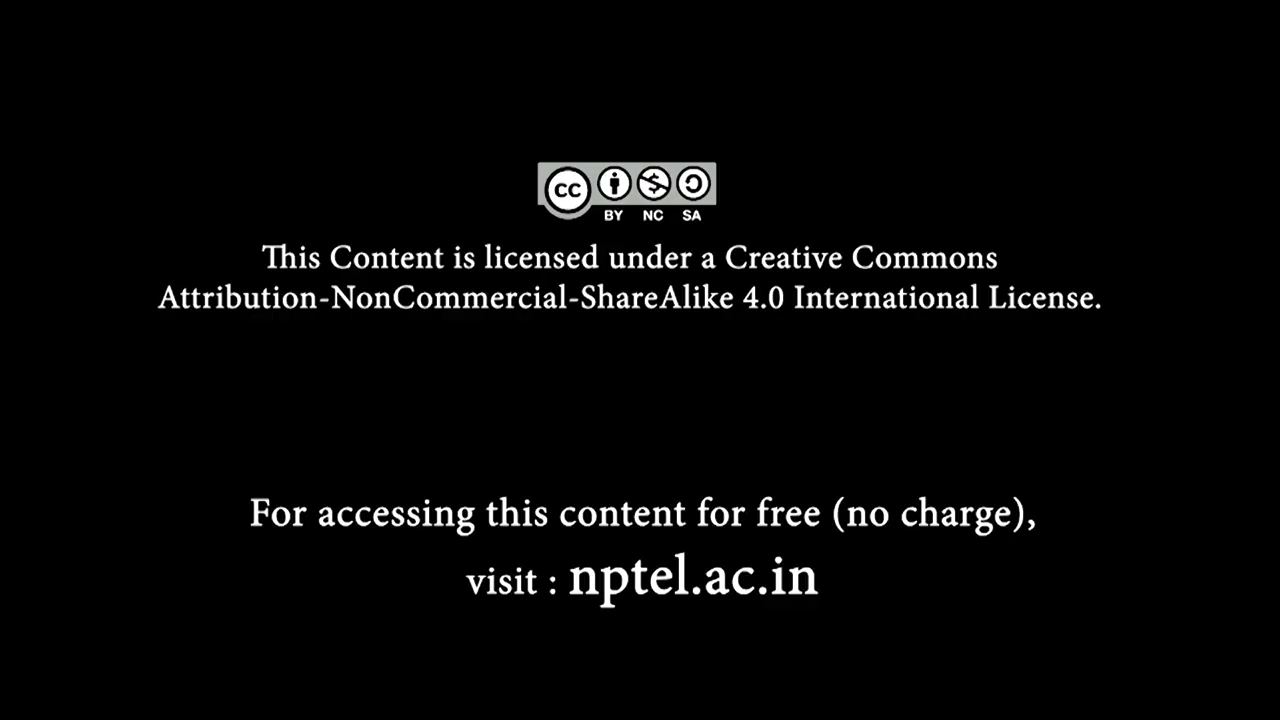 CC BY NC SA
This Content is licensed under a Creative Commons
Attribution-NonCommercial-ShareAlike 4.0 International License.
For accessing this content for free (no charge),
visit : nptel.ac.in